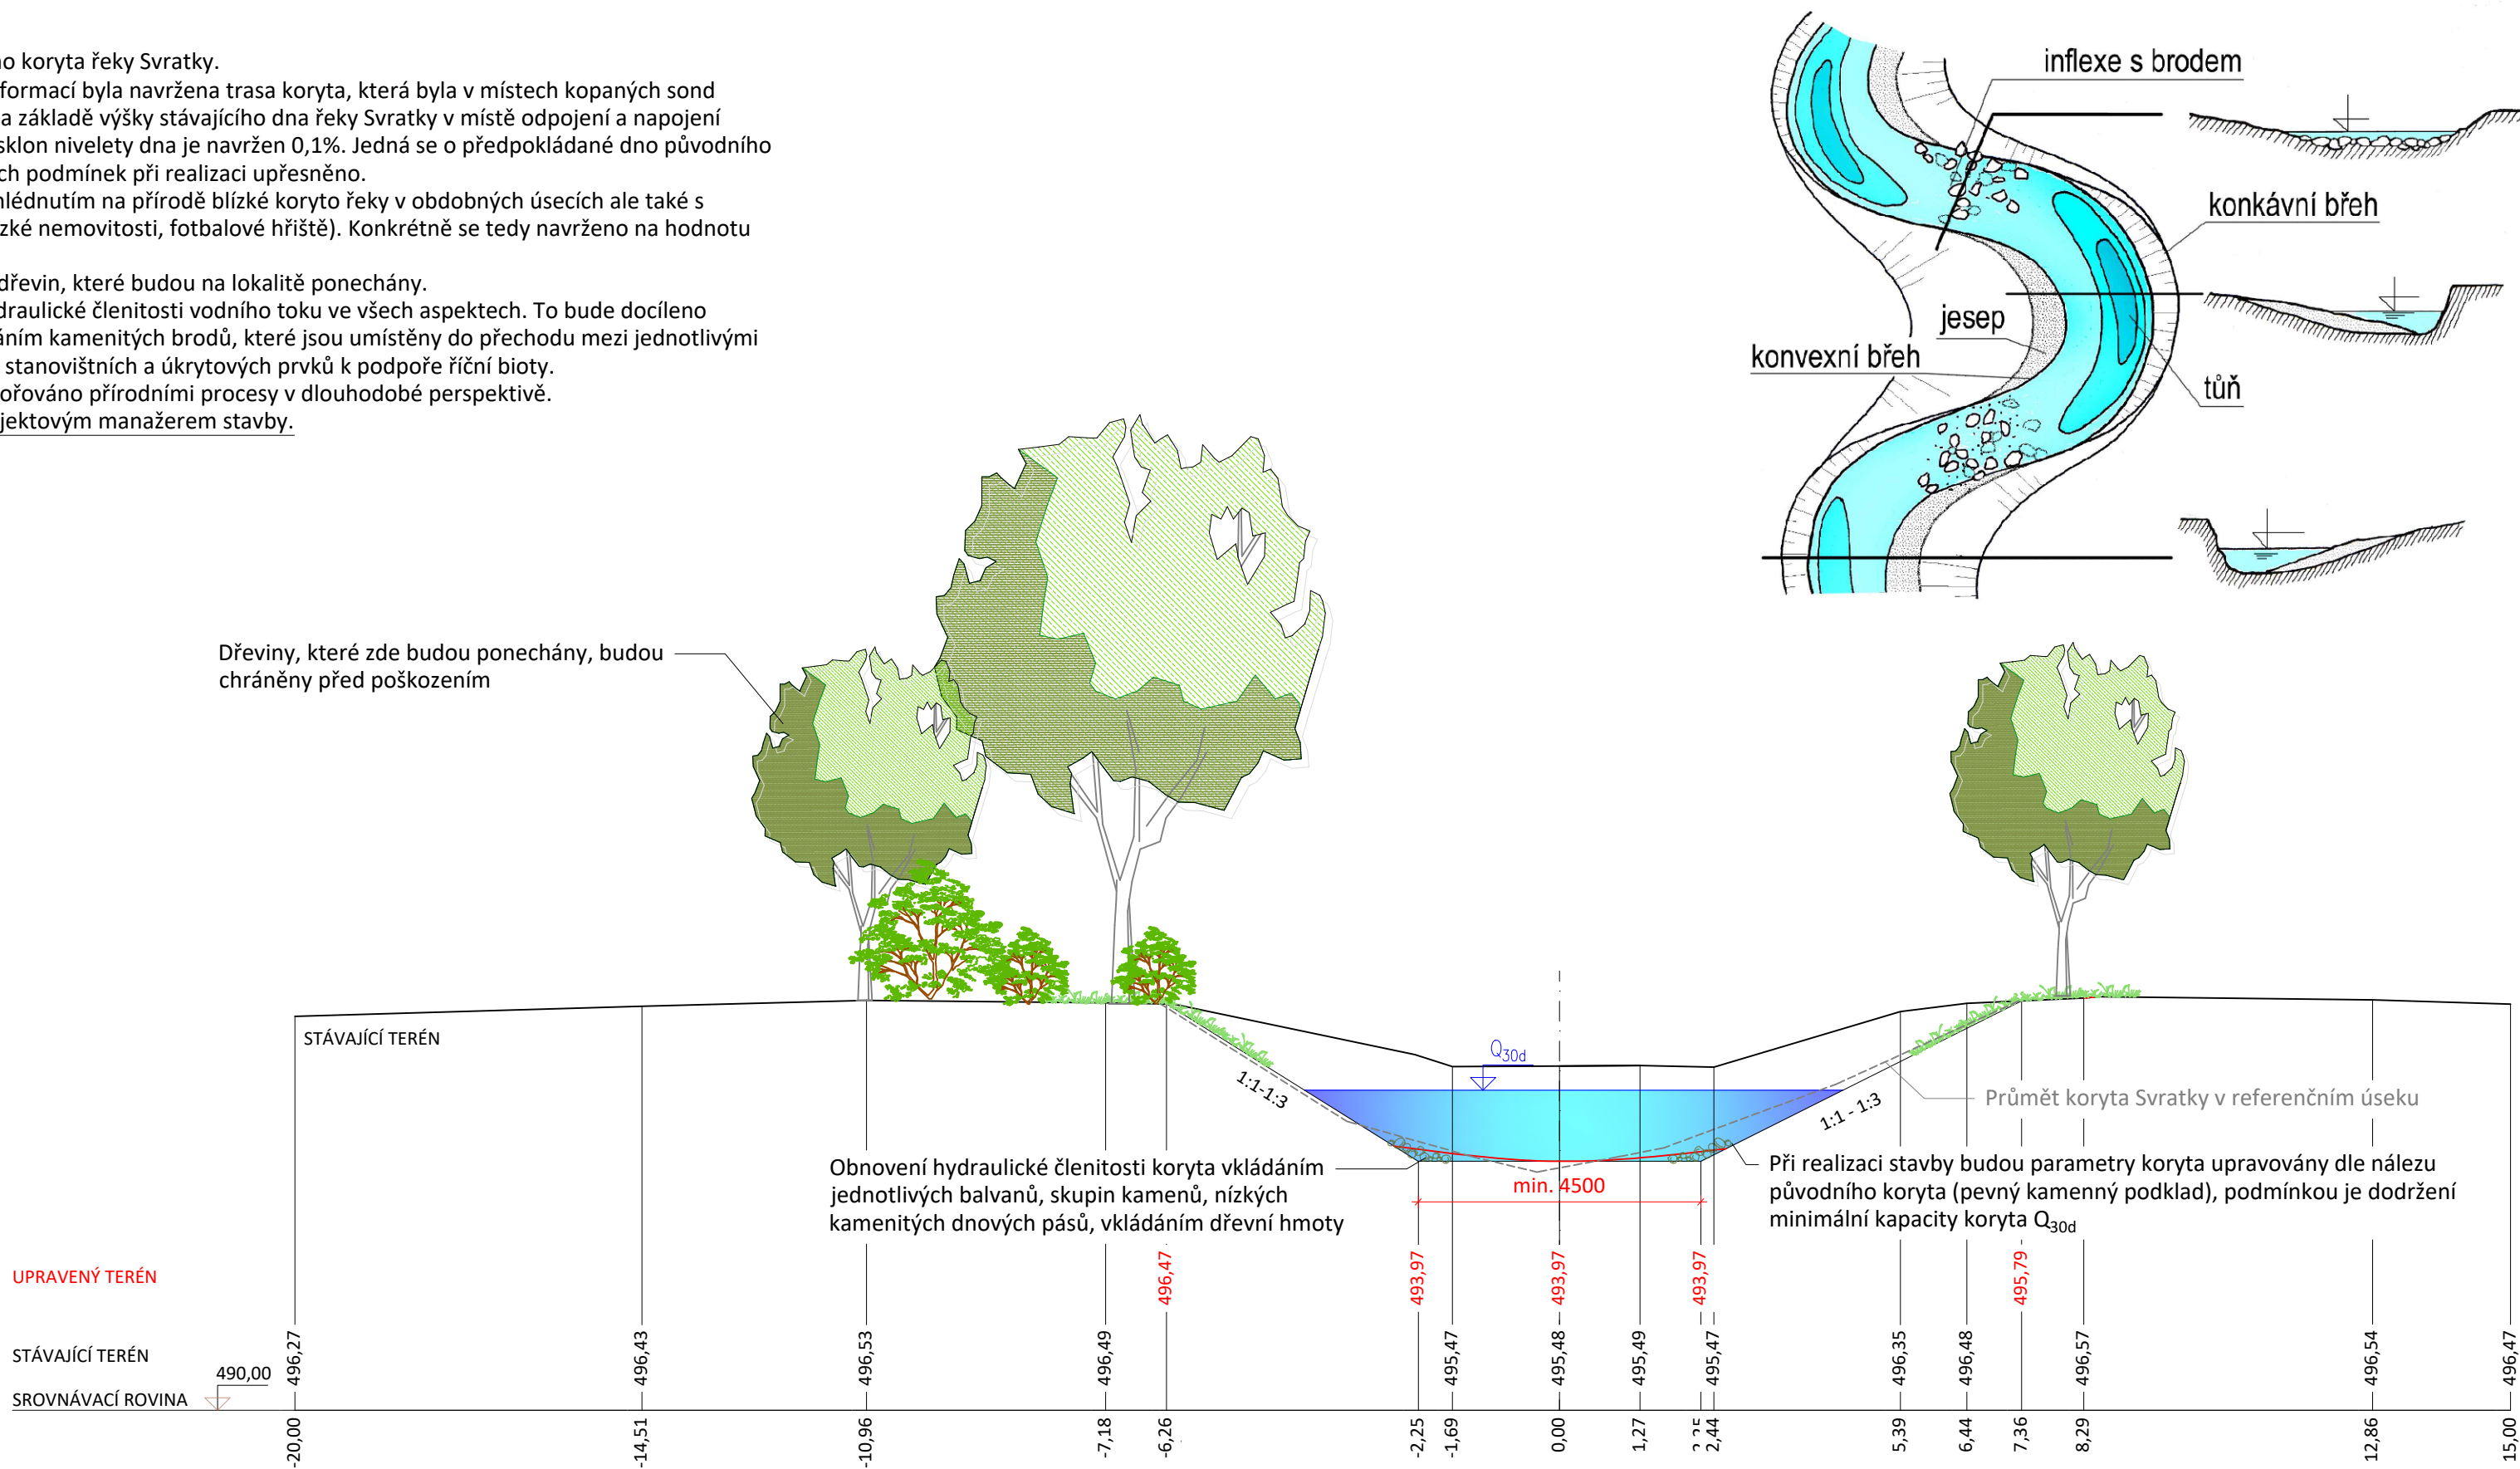 no koryta řeky Svratky.
formací byla navržena trasa koryta, která byla v místech kopaných sond
a základě výšky stávajícího dna řeky Svratky v místě odpojení a napojení
sklon nivelety dna je navržen 0,1%. Jedná se o předpokládané dno původního
ch podmínek při realizaci upřesněno.
hlédnutím na přírodě blízké koryto řeky v obdobných úsecích ale také s
zké nemovitosti, fotbalové hřiště). Konkrétně se tedy navrženo na hodnotu
dřevin, které budou na lokalitě ponechány.
draulické členitosti vodního toku ve všech aspektech. To bude docíleno
áním kamenitých brodů, které jsou umístěny do přechodu mezi jednotlivými
stanovištních a úkrytových prvků k podpoře říční bioty.
ořováno přírodními procesy v dlouhodobé perspektivě.
jektovým manažerem stavby.
inflexe s brodem
konkávní břeh
jesep
konvexní břeh
tůň
Dřeviny, které zde budou ponechány, budou
chráněny před poškozením
STÁVAJÍCÍ TERÉN
Q30d
1:1-1:3
1:1 - 1:3
Průmět koryta Svratky v referenčním úseku
Obnovení hydraulické členitosti koryta vkládáním
jednotlivých balvanů, skupin kamenů, nízkých
kamenitých dnových pásů, vkládáním dřevní hmoty
min. 4500
Při realizaci stavby budou parametry koryta upravovány dle nálezu
původního koryta (pevný kamenný podklad), podmínkou je dodržení
minimální kapacity koryta Q30d
UPRAVENÝ TERÉN
496,47
493,97
493,97
493,97
495,79
STÁVAJÍCÍ TERÉN
496,27
496,43
496,53
496,49
495,47
495,48
495,49
495,47
496,35
496,48
496,57
496,54
496,47
490,00
SROVNÁVACÍ ROVINA
-20,00
-14,51
-10,96
-7,18
-6,26
-2,25
-1,69
0,00
1,27
2,44
5,39
6,44
7,36
8,29
12,86
15,00